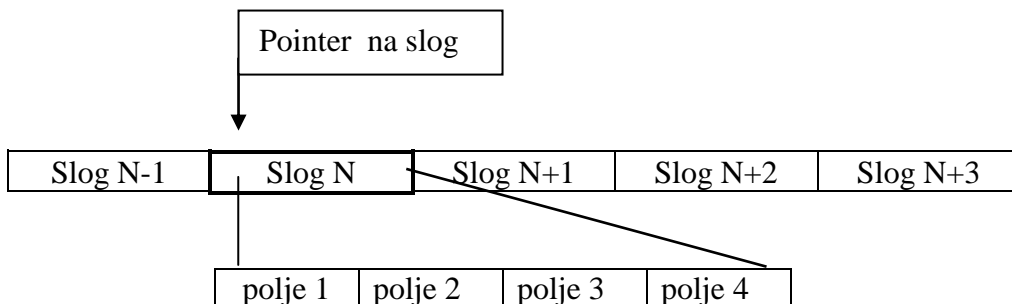 Pointer na slog
Slog N-1 Slog N Slog N+1 Slog N+2 Slog N+3
polje 1 polje 2 polje 3 polje 4